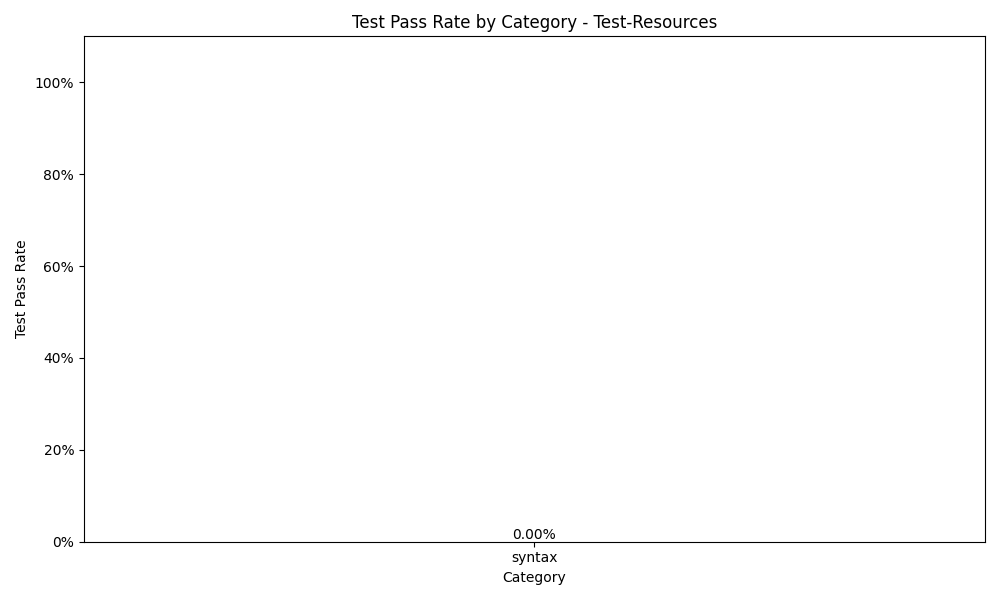 Test Pass Rate by Category - Test-Resources
Test Pass Rate
100%
80%
60%
40%
20%
0%
0.00%
syntax
Category